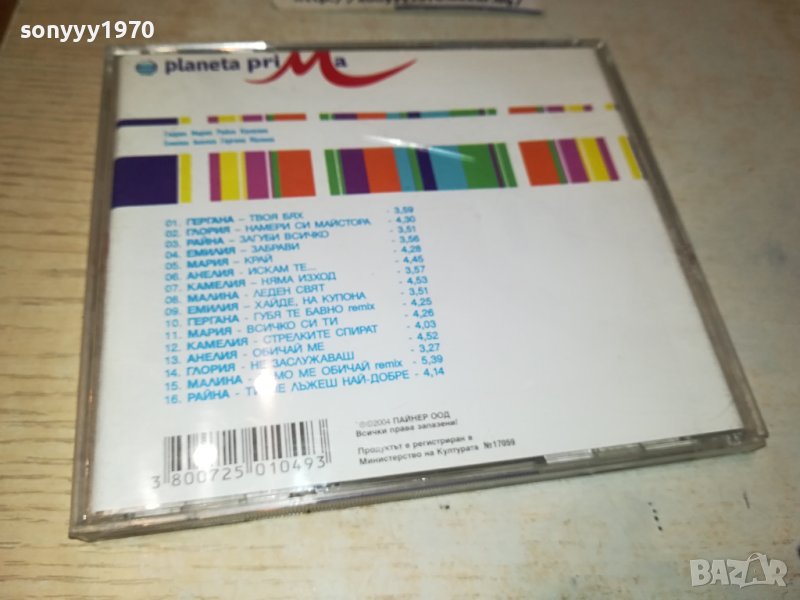 sonyyy1970
planeta priMa
01. ГЕРГАНА – ТВОЯ БЯХ - 3,59
02. ГЛОРИЯ – НАМЕРИ СИ МАЙСТОРА - 4,30
03. РАЙНА – ЗАГУБИ ВСИЧКО - 3,51
04. ЕМИЛИЯ – ЗАБРАВИ - 3,56
05. МАРИЯ – КРАЙ - 4,28
06. АНЕЛИЯ – ИСКАМ ТЕ... - 4,45
07. КАМЕЛИЯ – НЯМА ИЗХОД - 3,57
08. МАЛИНА - ЛЕДЕН СВЯТ - 4,53
09. ЕМИЛИЯ - ХАЙДЕ, НА КУПОНА - 3,51
10. ГЕРГАНА - ГУБЯ ТЕ БАВНО remix - 4,25
11. МАРИЯ - ВСИЧКО СИ ТИ - 4,26
12. КАМЕЛИЯ - СТРЕЛКИТЕ СПИРАТ - 4,03
13. АНЕЛИЯ - ОБИЧАЙ МЕ - 4,52
14. ГЛОРИЯ - НЕ ЗАСЛУЖАВАШ - 3,27
15. МАЛИНА - МО МЕ ОБИЧАЙ remix - 5,39
16. РАЙНА - ЛЪЖЕШ НАЙ-ДОБРЕ - 4,14
℗©2004 ПАЙНЕР ООД
Всички права запазени!
Продуктът е регистриран в
Министерство на Културата №17059
3 800725 010493
BAZAR